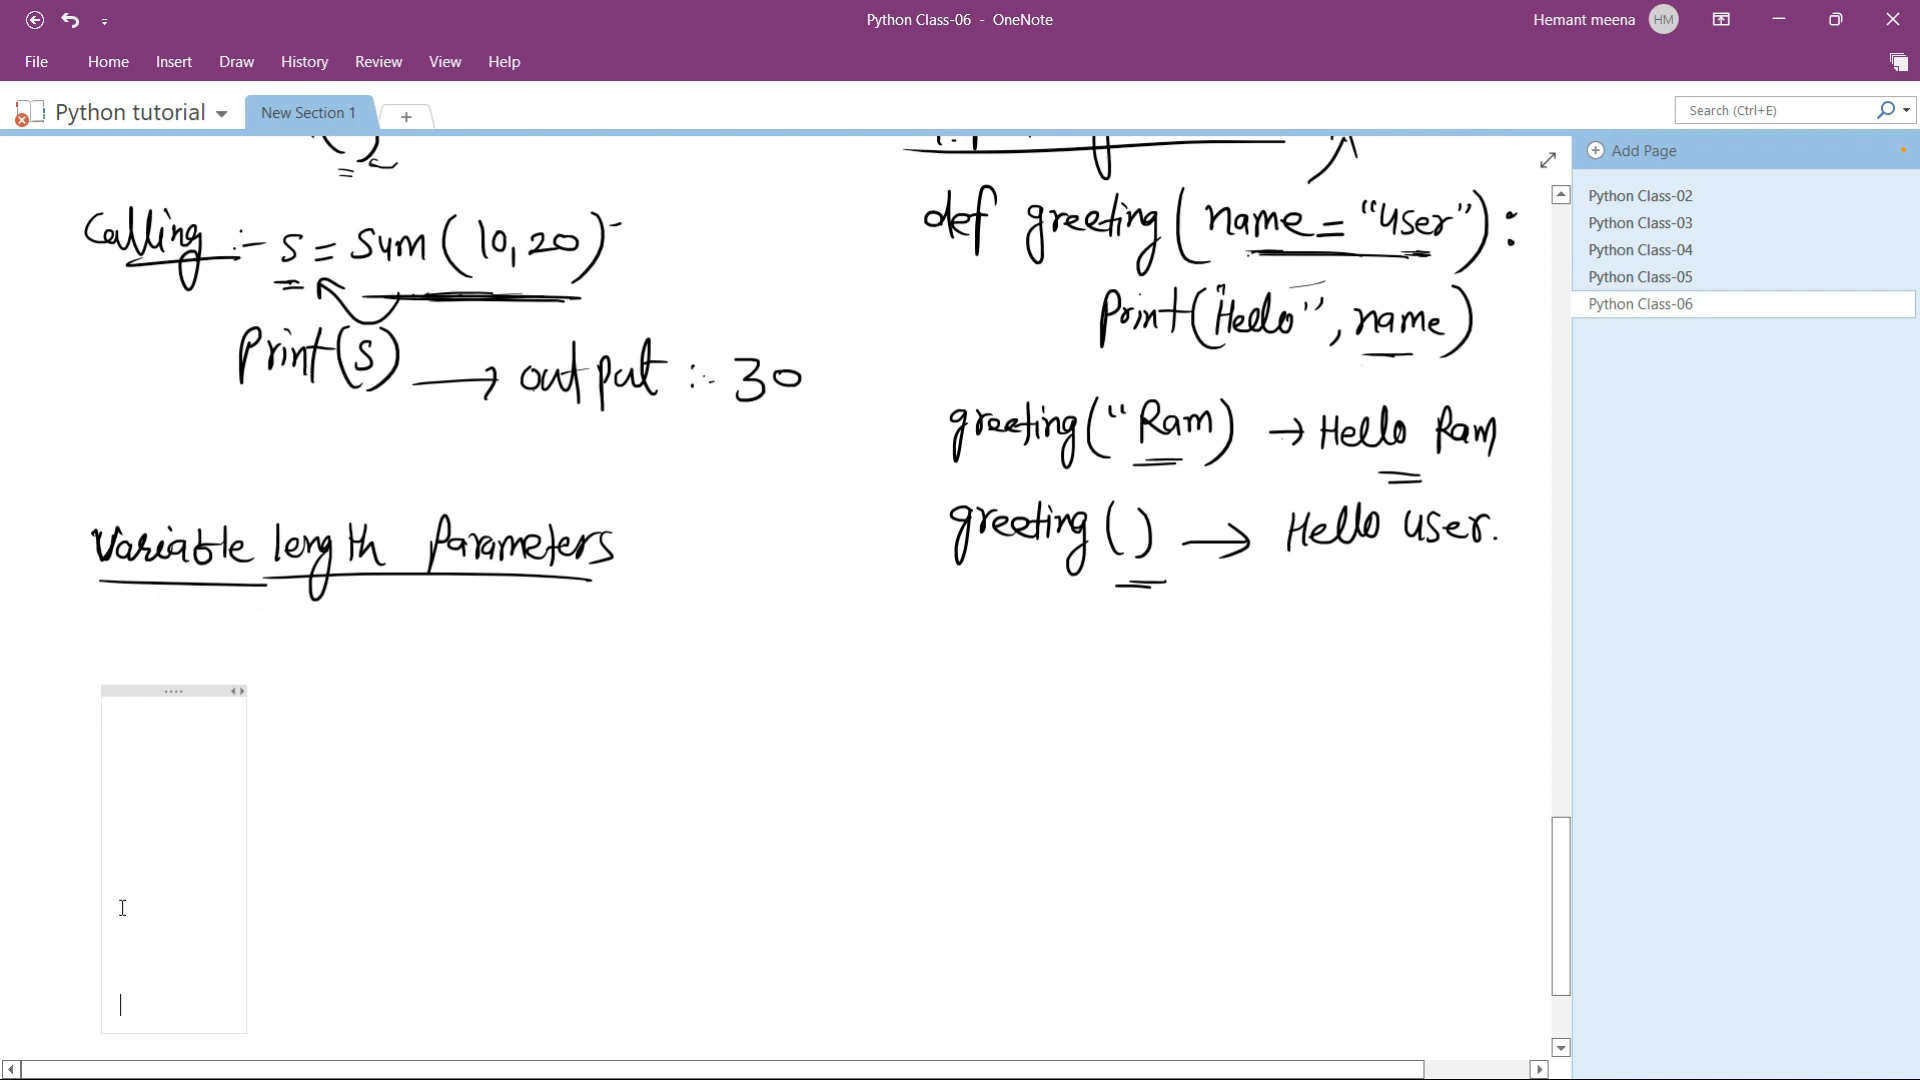 Python Class-06 - OneNote
Hemant meena
HM
File Home Insert Draw History Review View Help
Python tutorial
New Section 1
+
Search (Ctrl+E)
Add Page
Python Class-02
Python Class-03
Python Class-04
Python Class-05
Python Class-06
Calling :- s = Sum(10,20)
Print(s) → output :- 30
Variable length Parameters
def greeting(name = "user"):
Print("Hello", name)
greeting("Ram) → Hello Ram
greeting() → Hello user.